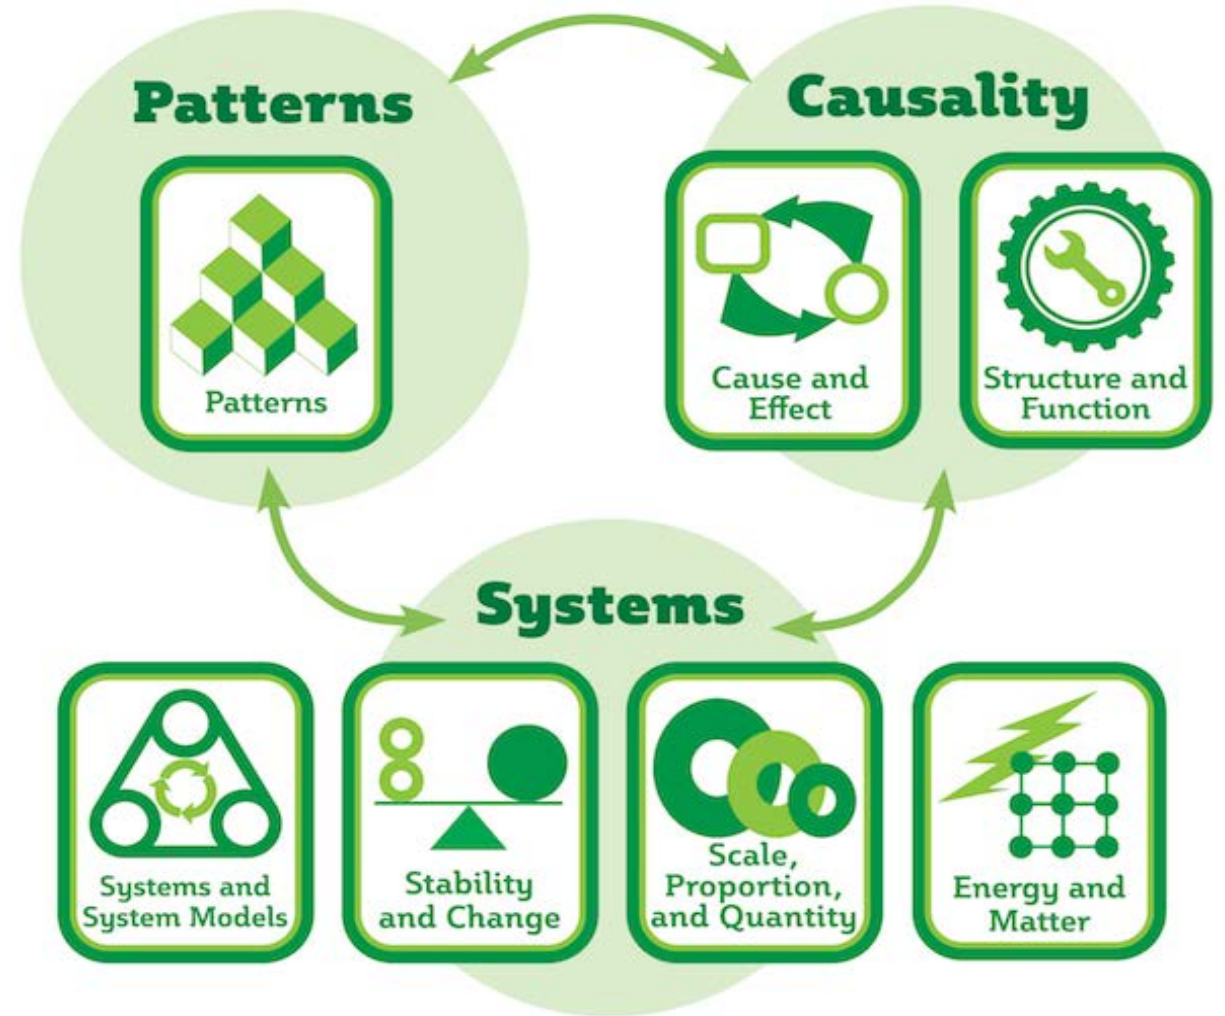 Patterns
Causality
Patterns
Cause and
Effect
Structure and
Function
Systems
Systems and
System Models
Stability
and Change
Scale,
Proportion,
and Quantity
Energy and
Matter